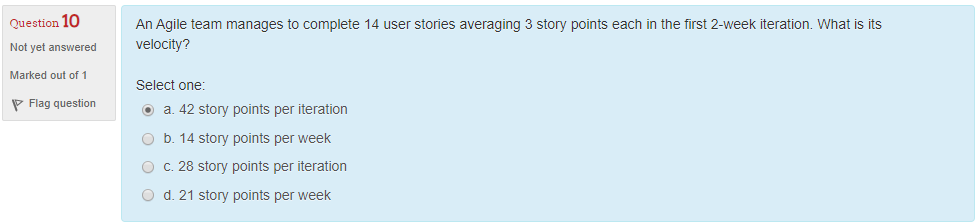 Question 10
Not yet answered
Marked out of 1
Flag question
An Agile team manages to complete 14 user stories averaging 3 story points each in the first 2-week iteration. What is its
velocity?
Select one:
a. 42 story points per iteration
b. 14 story points per week
c. 28 story points per iteration
d. 21 story points per week